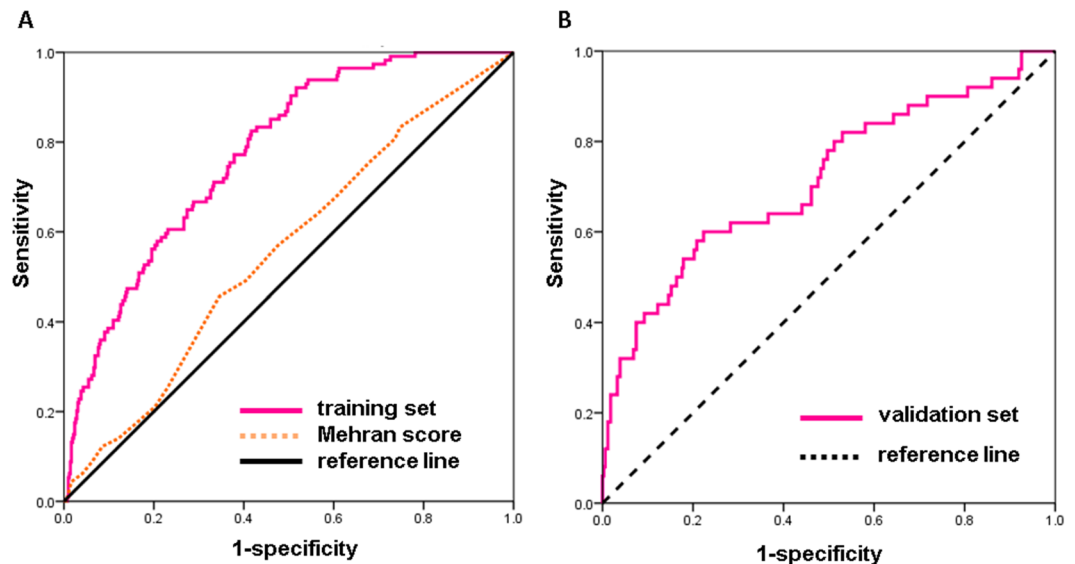 A
B
1.0
0.8
0.6
0.4
0.2
0.0
Sensitivity
training set
Mehran score
reference line
0.0 0.2 0.4 0.6 0.8 1.0
1-specificity
1.0
0.8
0.6
0.4
0.2
0.0
Sensitivity
validation set
reference line
0.0 0.2 0.4 0.6 0.8 1.0
1-specificity